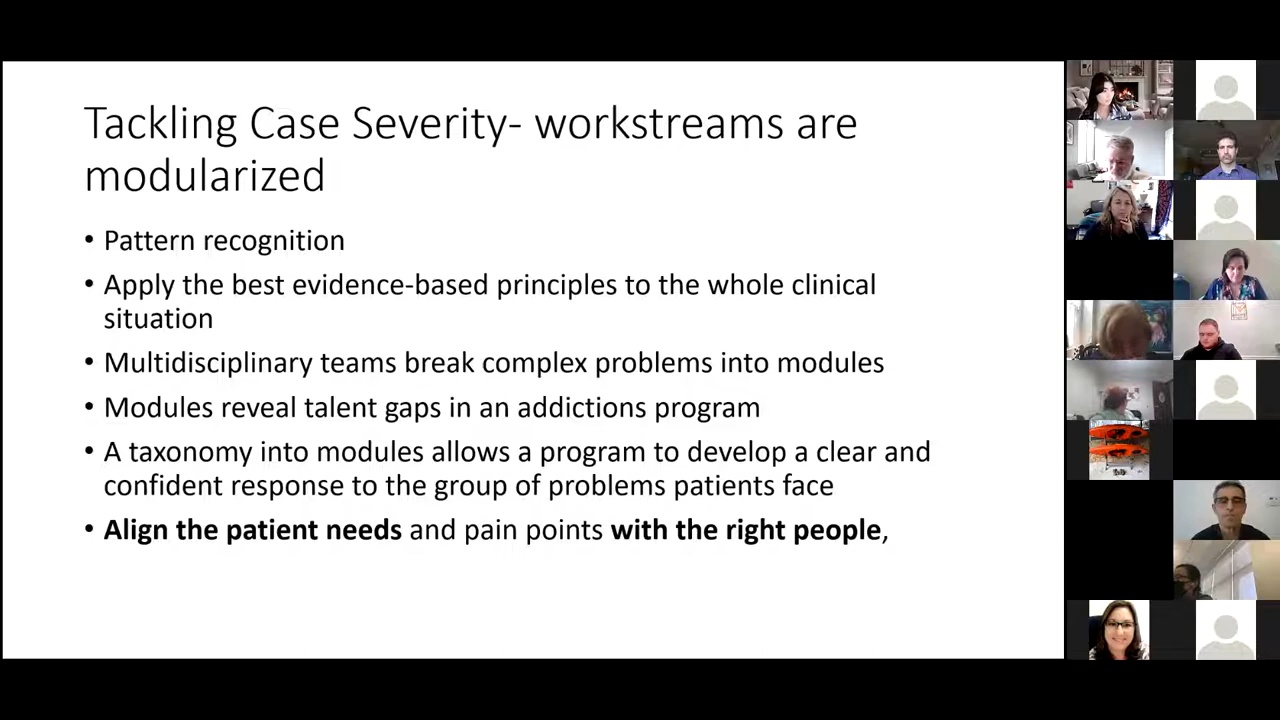 Tackling Case Severity- workstreams are
modularized
• Pattern recognition
• Apply the best evidence-based principles to the whole clinical
situation
• Multidisciplinary teams break complex problems into modules
• Modules reveal talent gaps in an addictions program
• A taxonomy into modules allows a program to develop a clear and
confident response to the group of problems patients face
• Align the patient needs and pain points with the right people,